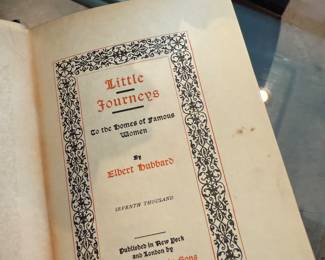 Little
Journeys
To the Homes of Famous
Women
By
Elbert Hubbard
SEVENTH THOUSAND
Published in New York
and London by
Sons